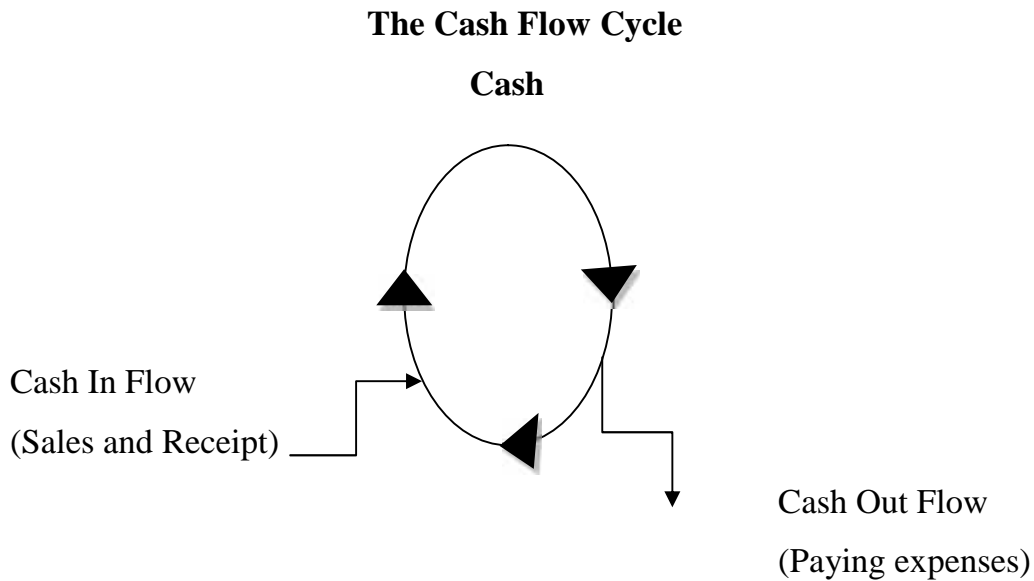 The Cash Flow Cycle
Cash
Cash In Flow
(Sales and Receipt)
Cash Out Flow
(Paying expenses)